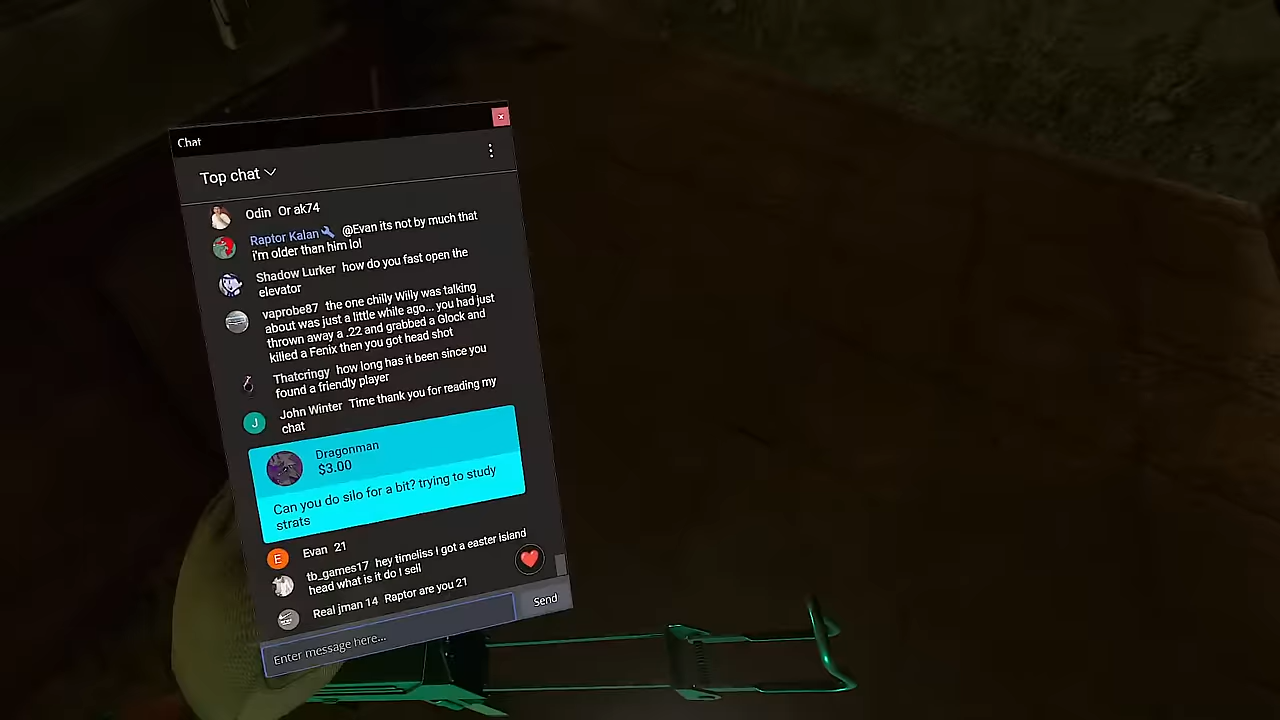 Chat
Top chat
Odin Or ak74
Raptor Kalan @Evan its not by much that
i'm older than him lol
Shadow Lurker how do you fast open the
elevator
vaprobe87 the one chilly Willy was talking
about was just a little while ago... you had just
thrown away a .22 and grabbed a Glock and
killed a Fenix then you got head shot
Thatcringy how long has it been since you
found a friendly player
J John Winter Time thank you for reading my
chat
Dragonman
$3.00
Can you do silo for a bit? trying to study
strats
E Evan 21
tb_games17 hey timeliss I got a easter island
head what is it do I sell
Real jman 14 Raptor are you 21
Enter message here...
Send